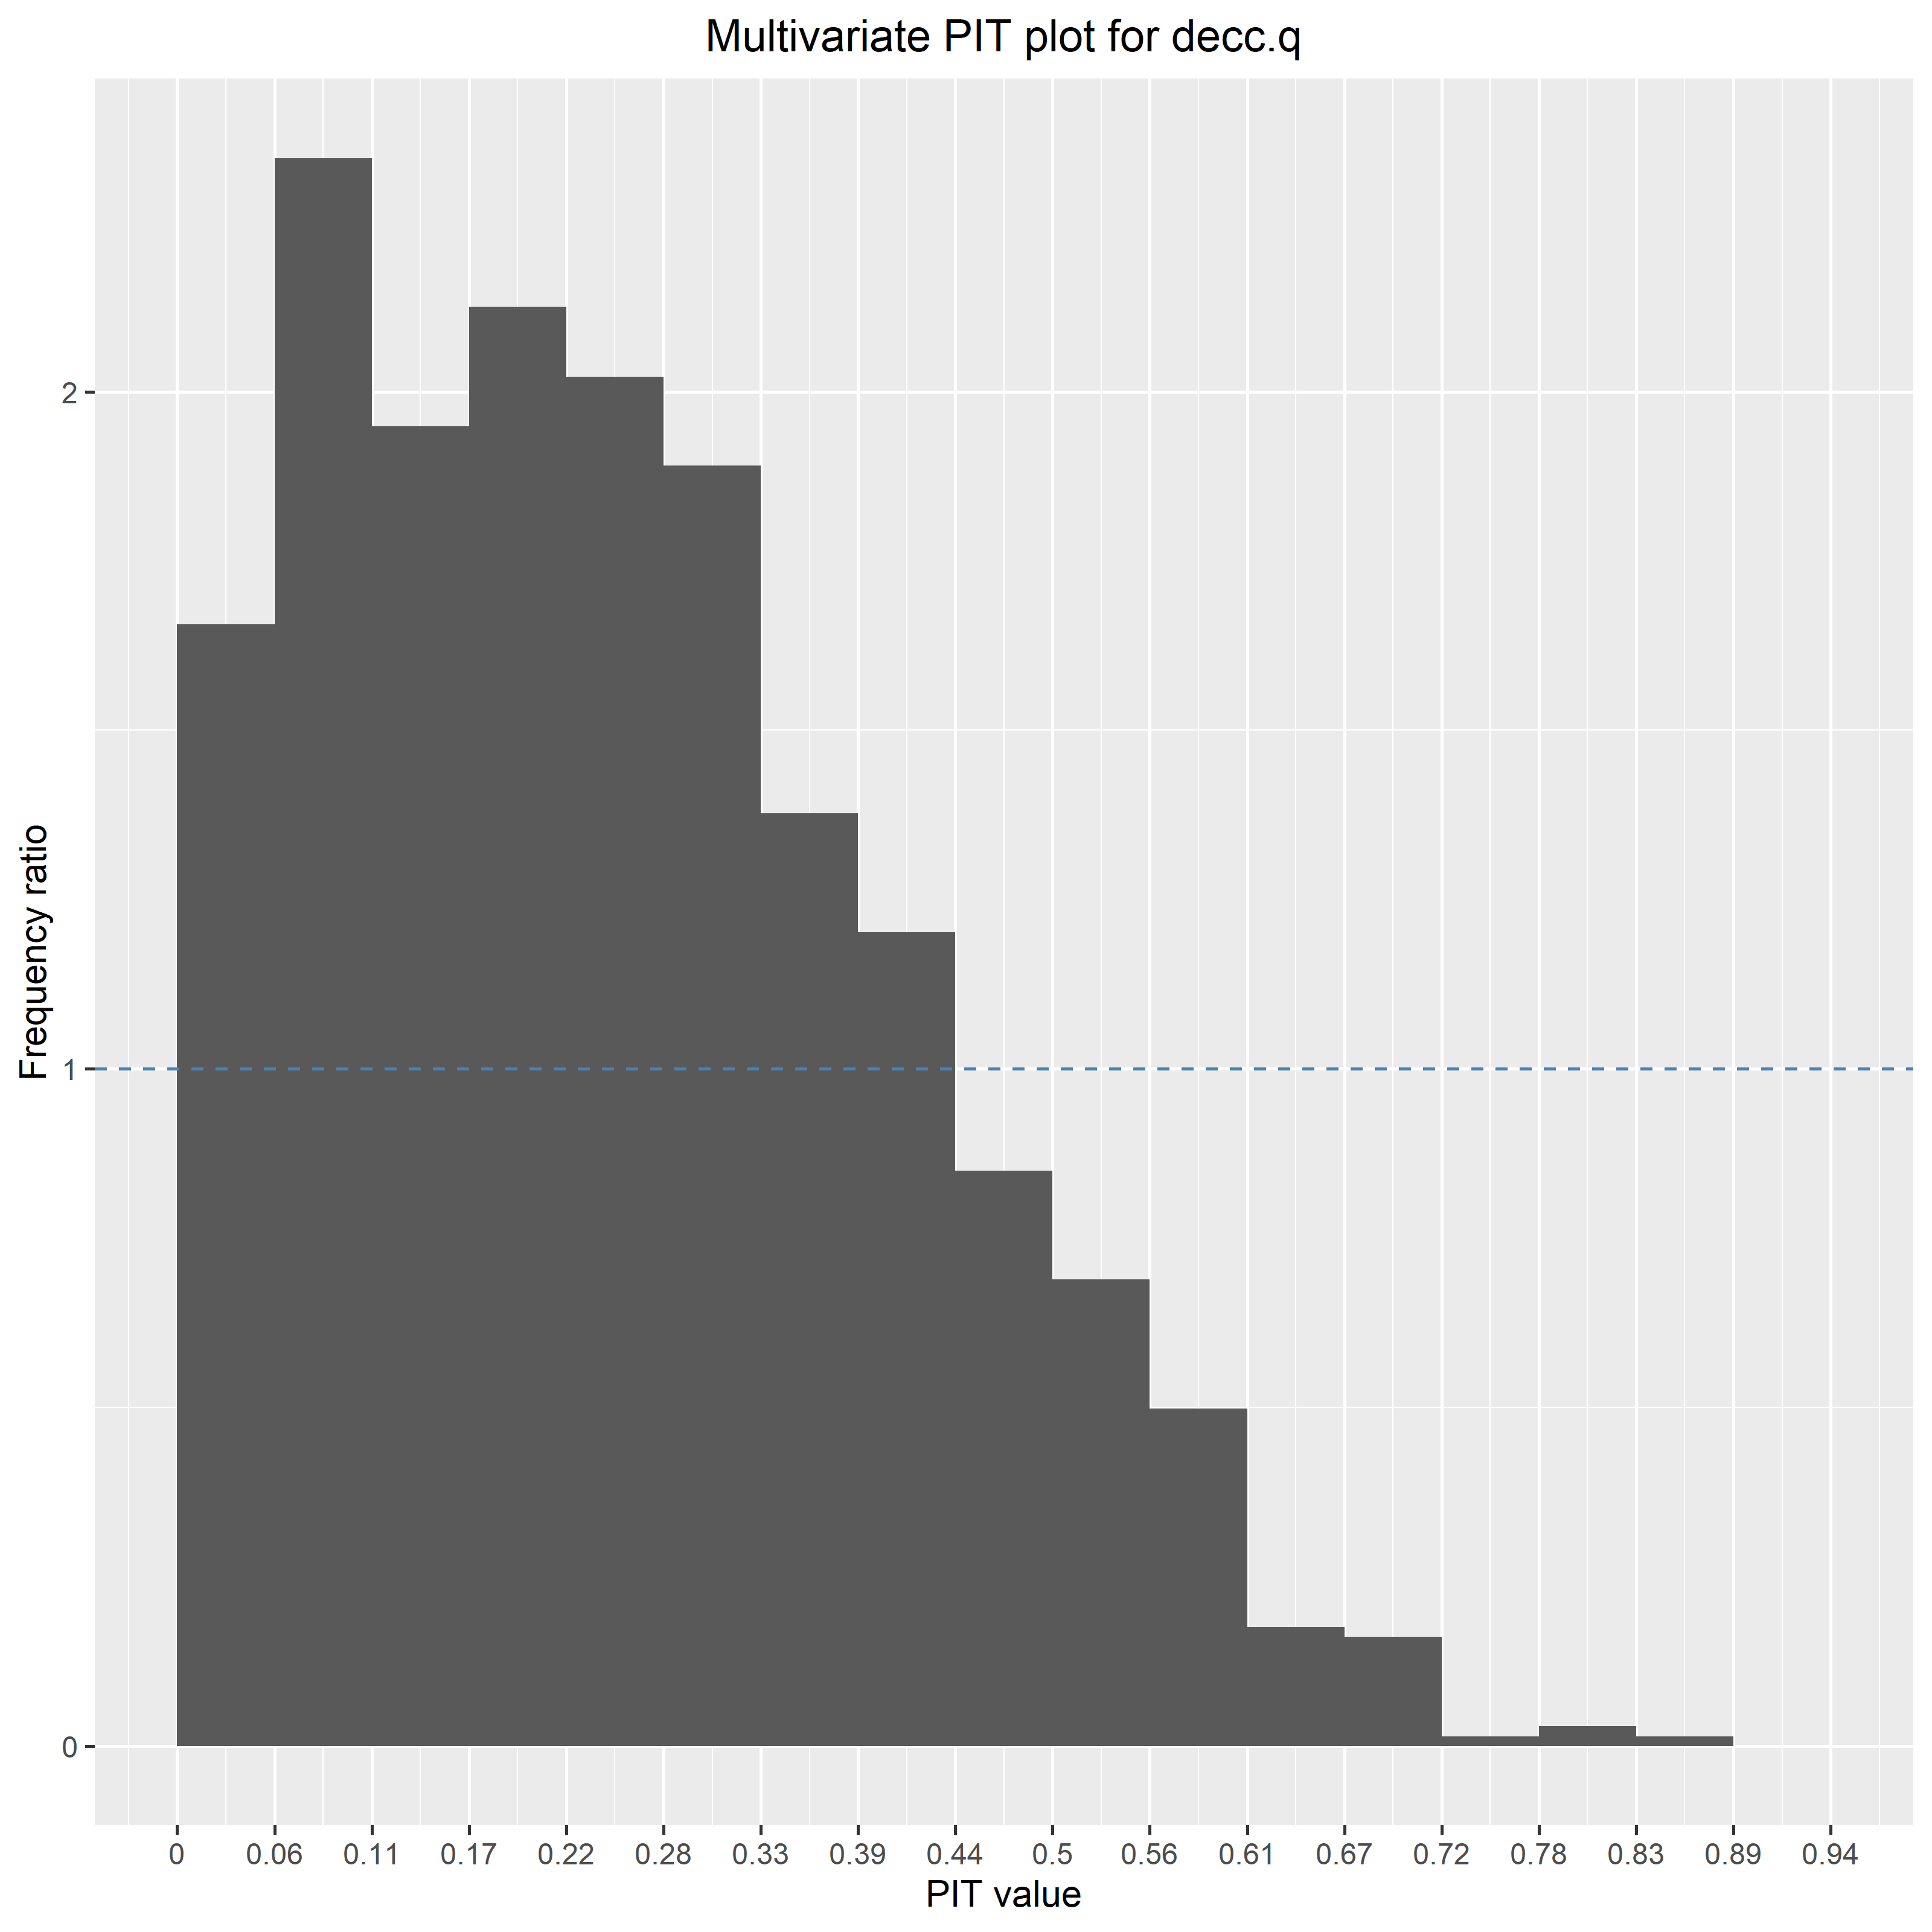 Multivariate PIT plot for decc.q
Frequency ratio
2
1
0
0 0.06 0.11 0.17 0.22 0.28 0.33 0.39 0.44 0.5 0.56 0.61 0.67 0.72 0.78 0.83 0.89 0.94
PIT value